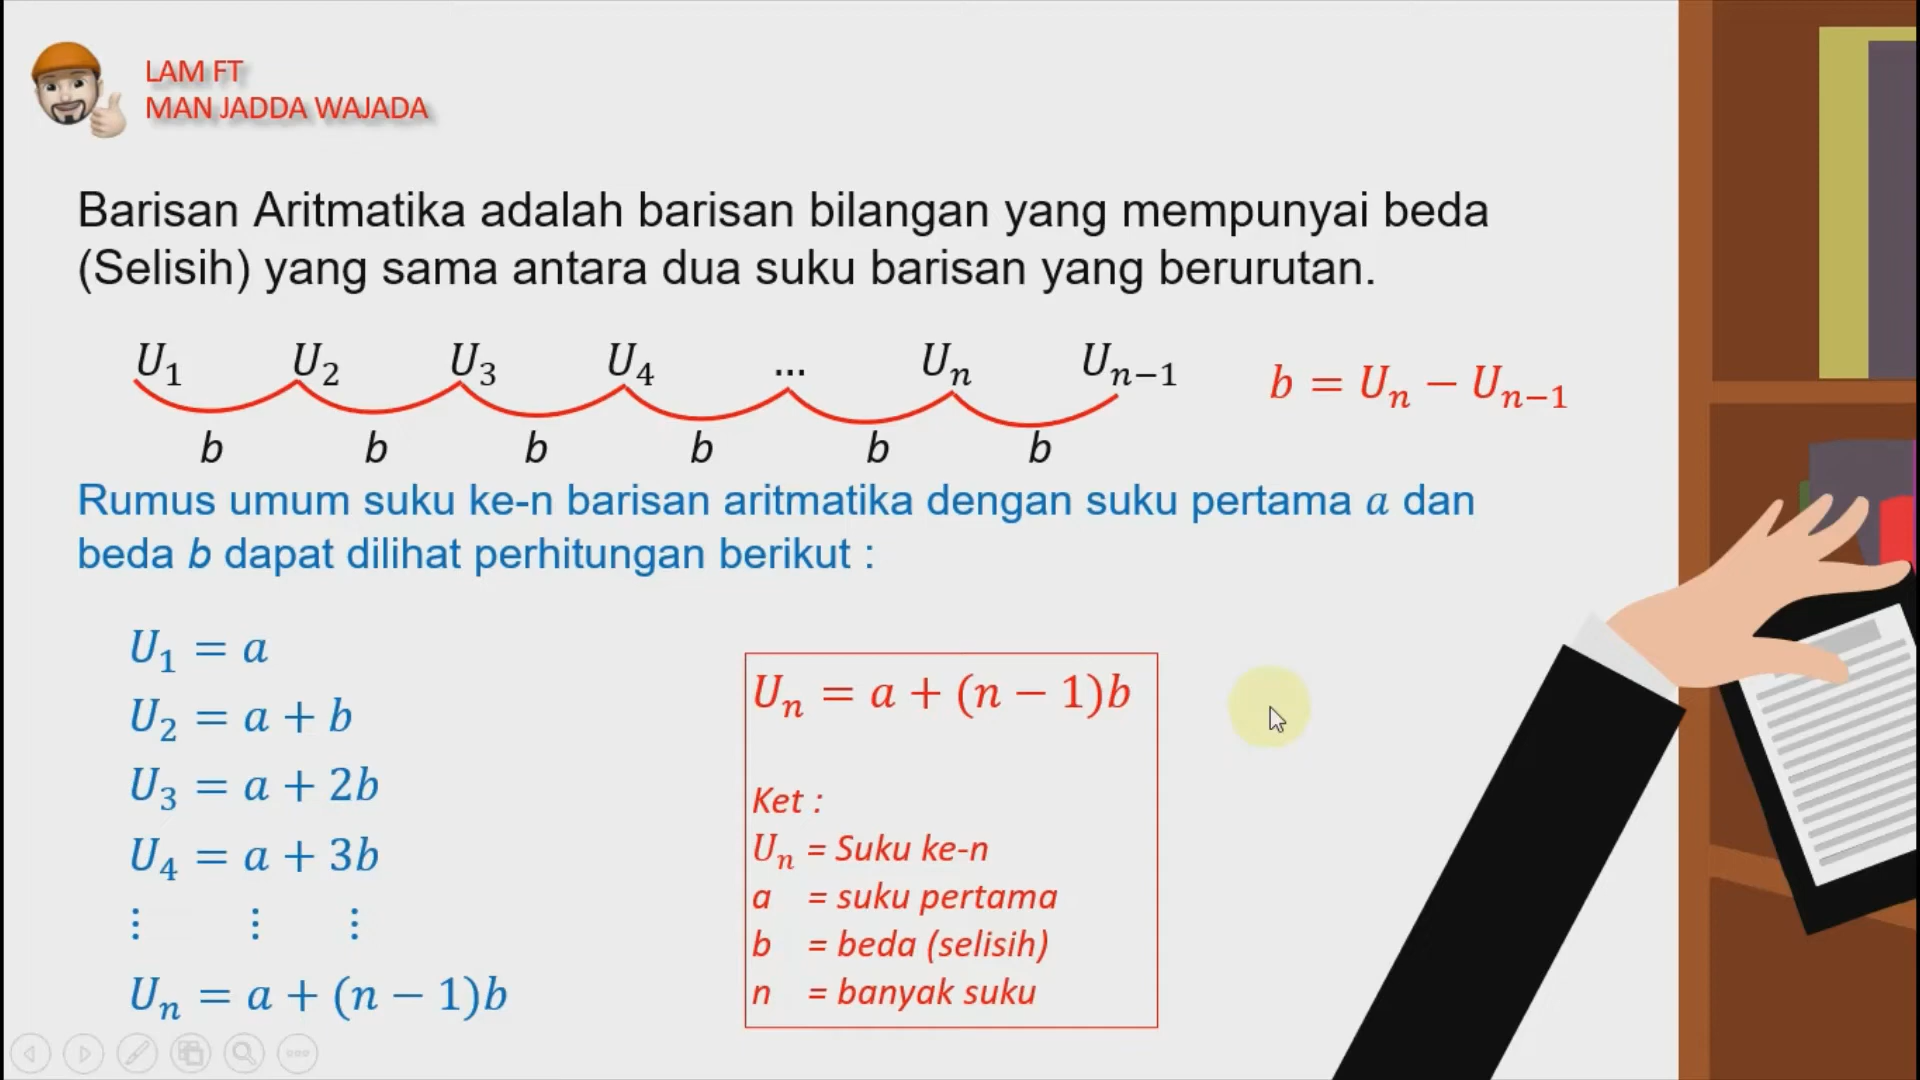 LAM FT
MAN JADDA WAJADA
Barisan Aritmatika adalah barisan bilangan yang mempunyai beda
(Selisih) yang sama antara dua suku barisan yang berurutan.
U₁ U₂ U₃ U₄ ... Uₙ Uₙ₋₁
b = Uₙ − Uₙ₋₁
b b b b b b
Rumus umum suku ke-n barisan aritmatika dengan suku pertama a dan
beda b dapat dilihat perhitungan berikut :
U₁ = a
U₂ = a + b
U₃ = a + 2b
U₄ = a + 3b
⋮ ⋮ ⋮
Uₙ = a + (n − 1)b
Uₙ = a + (n − 1)b
Ket :
Uₙ = Suku ke-n
a = suku pertama
b = beda (selisih)
n = banyak suku